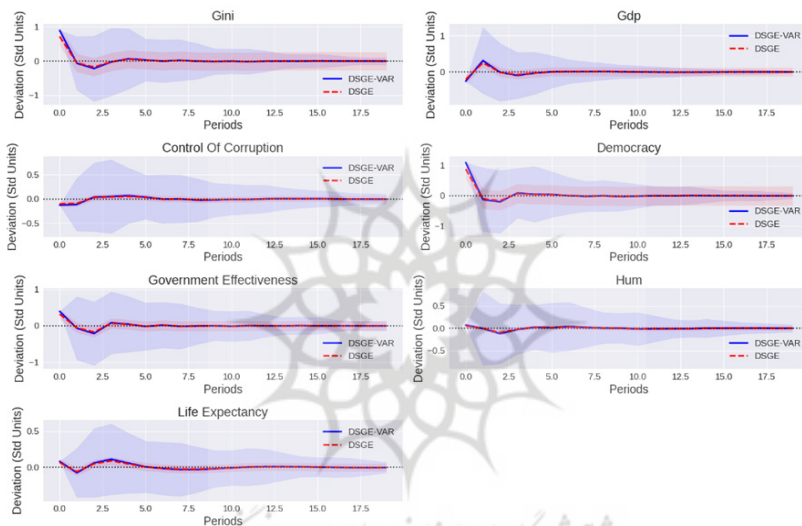 Gini
Deviation (Std Units)
1
0
−1
DSGE-VAR
DSGE
0.0 2.5 5.0 7.5 10.0 12.5 15.0 17.5
Periods
Gdp
Deviation (Std Units)
1
0
DSGE-VAR
DSGE
0.0 2.5 5.0 7.5 10.0 12.5 15.0 17.5
Periods
Control Of Corruption
Deviation (Std Units)
0.5
0.0
−0.5
DSGE-VAR
DSGE
0.0 2.5 5.0 7.5 10.0 12.5 15.0 17.5
Periods
Democracy
Deviation (Std Units)
1
0
−1
DSGE-VAR
DSGE
0.0 2.5 5.0 7.5 10.0 12.5 15.0 17.5
Periods
Government Effectiveness
Deviation (Std Units)
1
0
−1
DSGE-VAR
DSGE
0.0 2.5 5.0 7.5 10.0 12.5 15.0 17.5
Periods
Hum
Deviation (Std Units)
0.5
0.0
−0.5
DSGE-VAR
DSGE
0.0 2.5 5.0 7.5 10.0 12.5 15.0 17.5
Periods
Life Expectancy
Deviation (Std Units)
0.5
0.0
DSGE-VAR
DSGE
0.0 2.5 5.0 7.5 10.0 12.5 15.0 17.5
Periods